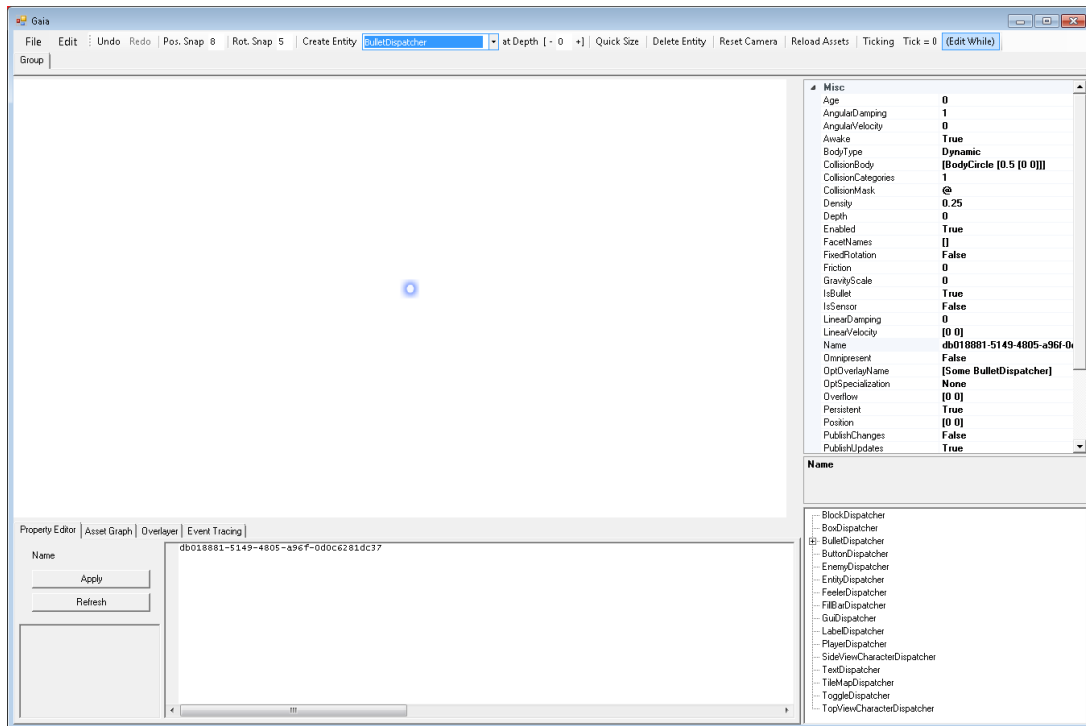 Gaia
File Edit Undo Redo Pos. Snap 8 Rot. Snap 5 Create Entity BulletDispatcher at Depth [ - 0 +] Quick Size Delete Entity Reset Camera Reload Assets Ticking Tick = 0 (Edit While)
Group
Misc
Age 0
AngularDamping 1
AngularVelocity 0
Awake True
BodyType Dynamic
CollisionBody [BodyCircle [0.5 [0 0]]]
CollisionCategories 1
CollisionMask @
Density 0.25
Depth 0
Enabled True
FacetNames []
FixedRotation False
Friction 0
GravityScale 0
IsBullet True
IsSensor False
LinearDamping 0
LinearVelocity [0 0]
Name db018881-5149-4805-a96f-0d
Omnipresent False
OptOverlayName [Some BulletDispatcher]
OptSpecialization None
Overflow [0 0]
Persistent True
Position [0 0]
PublishChanges False
PublishUpdates True
Name
Property Editor Asset Graph Overlayer Event Tracing
Name
Apply
Refresh
db018881-5149-4805-a96f-0d0c6281dc37
BlockDispatcher
BoxDispatcher
BulletDispatcher
ButtonDispatcher
EnemyDispatcher
EntityDispatcher
FeelerDispatcher
FillBarDispatcher
GuiDispatcher
LabelDispatcher
PlayerDispatcher
SideViewCharacterDispatcher
TextDispatcher
TileMapDispatcher
ToggleDispatcher
TopViewCharacterDispatcher